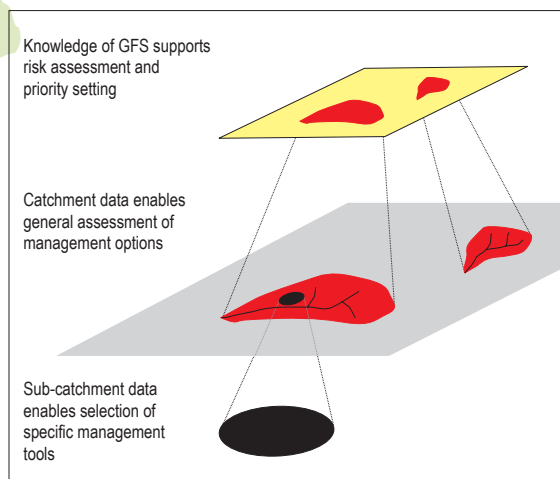 Knowledge of GFS supports
risk assessment and
priority setting
Catchment data enables
general assessment of
management options
Sub-catchment data
enables selection of
specific management
tools